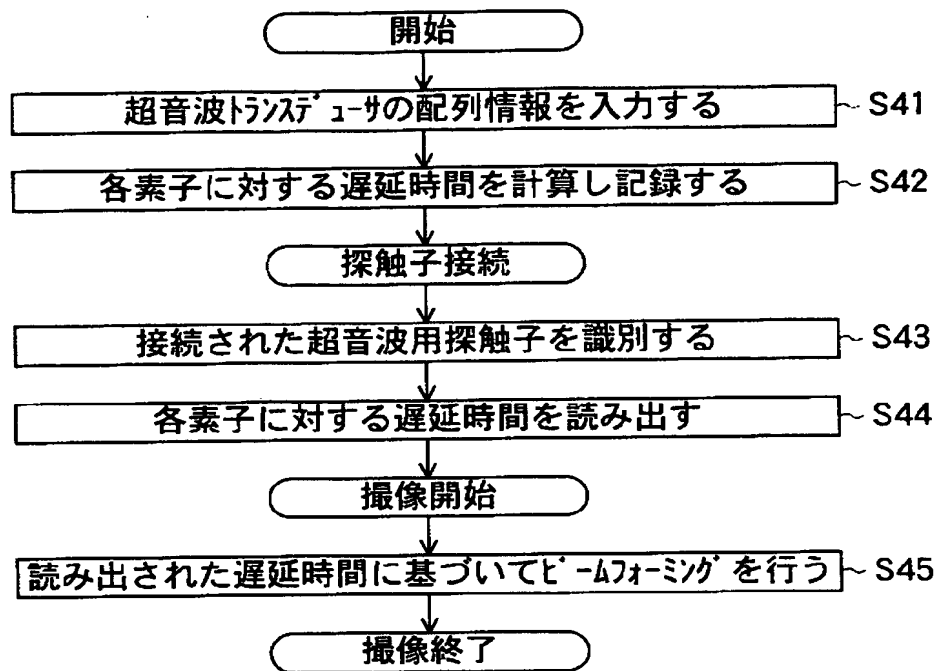 開始
超音波ﾄﾗﾝｽﾃﾞｭｰｻの配列情報を入力する ~S41
各素子に対する遅延時間を計算し記録する ~S42
探触子接続
接続された超音波用探触子を識別する ~S43
各素子に対する遅延時間を読み出す ~S44
撮像開始
読み出された遅延時間に基づいてﾋﾞｰﾑﾌｫｰﾐﾝｸﾞを行う ~S45
撮像終了